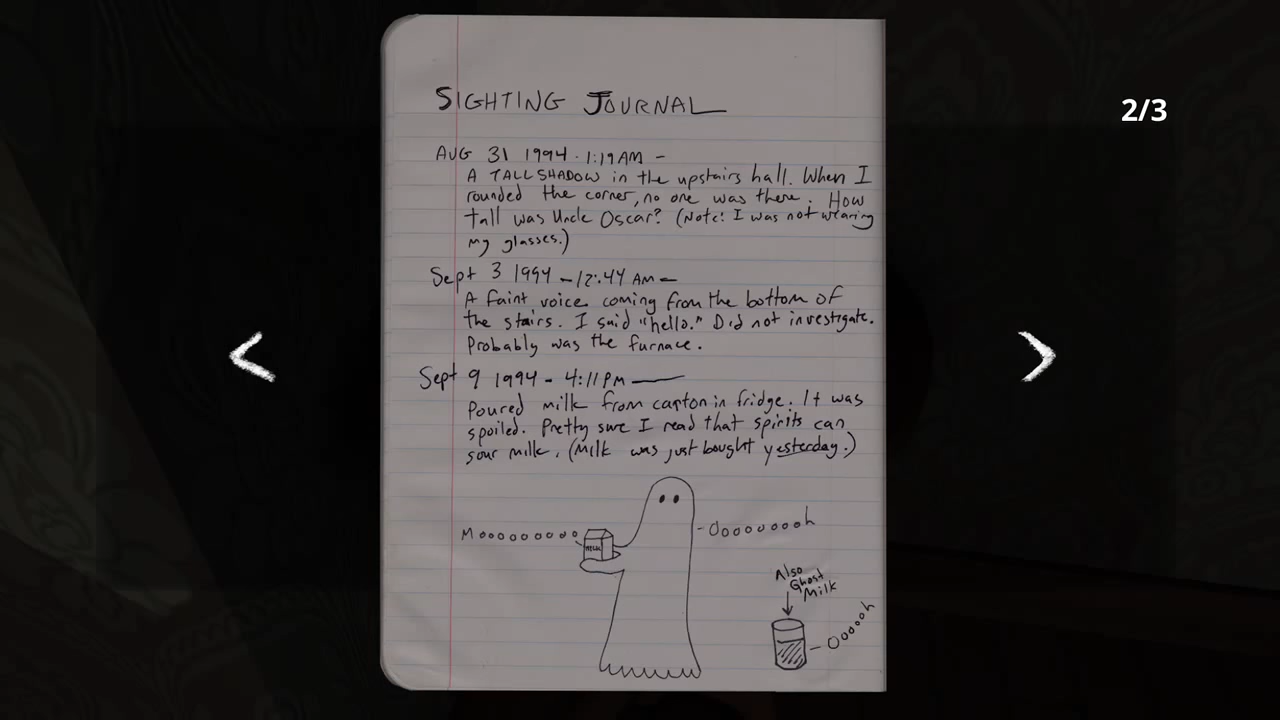 SIGHTING JOURNAL
2/3
AUG 31 1994 - 1:19 AM -
A TALL SHADOW in the upstairs hall. When I
rounded the corner, no one was there. How
tall was Uncle Oscar? (Note: I was not wearing
my glasses.)
Sept 3 1994 - 12:44 AM -
A faint voice coming from the bottom of
the stairs. I said "hello." Did not investigate.
Probably was the furnace.
Sept 9 1994 - 4:11 PM -
Poured milk from carton in fridge. It was
spoiled. Pretty sure I read that spirits can
sour milk. (Milk was just bought yesterday.)
Mooooooooo
MILK
-Oooooooh
Also
Ghost
Milk
-Oooooh